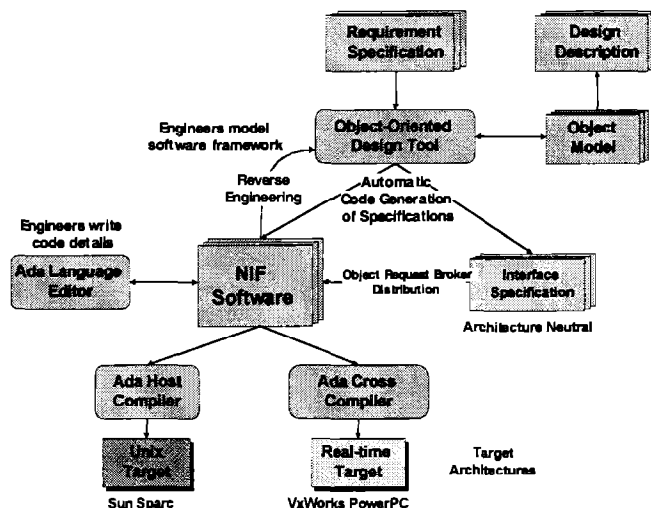 Requirement
Specification
Design
Description
Engineers model
software framework
Object-Oriented
Design Tool
Object
Model
Reverse
Engineering
Automatic
Code Generation
of Specifications
Engineers write
code details
Ada Language
Editor
NIF
Software
Object Request Broker
Distribution
Interface
Specification
Architecture Neutral
Ada Host
Compiler
Ada Cross
Compiler
Unix
Target
Real-time
Target
Target
Architectures
Sun Sparc
VxWorks PowerPC